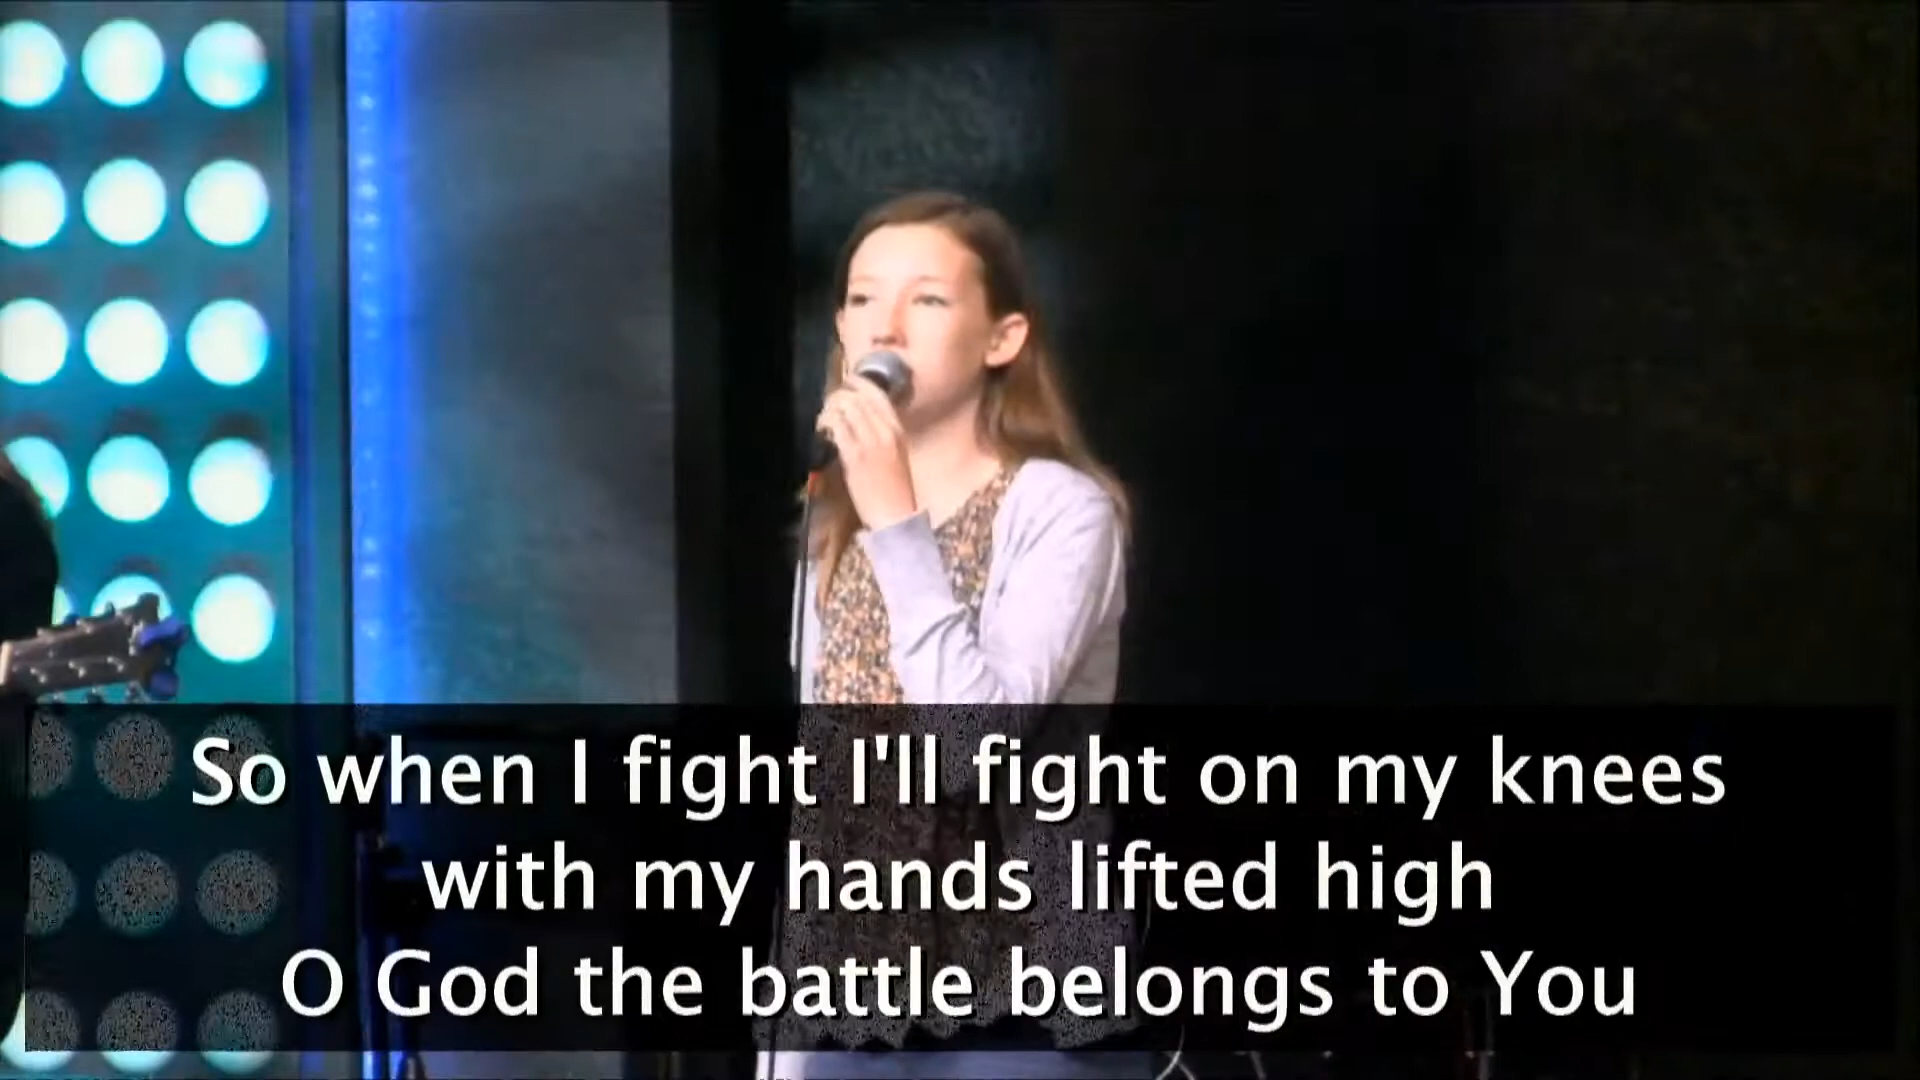 So when I fight I'll fight on my knees
with my hands lifted high
O God the battle belongs to You